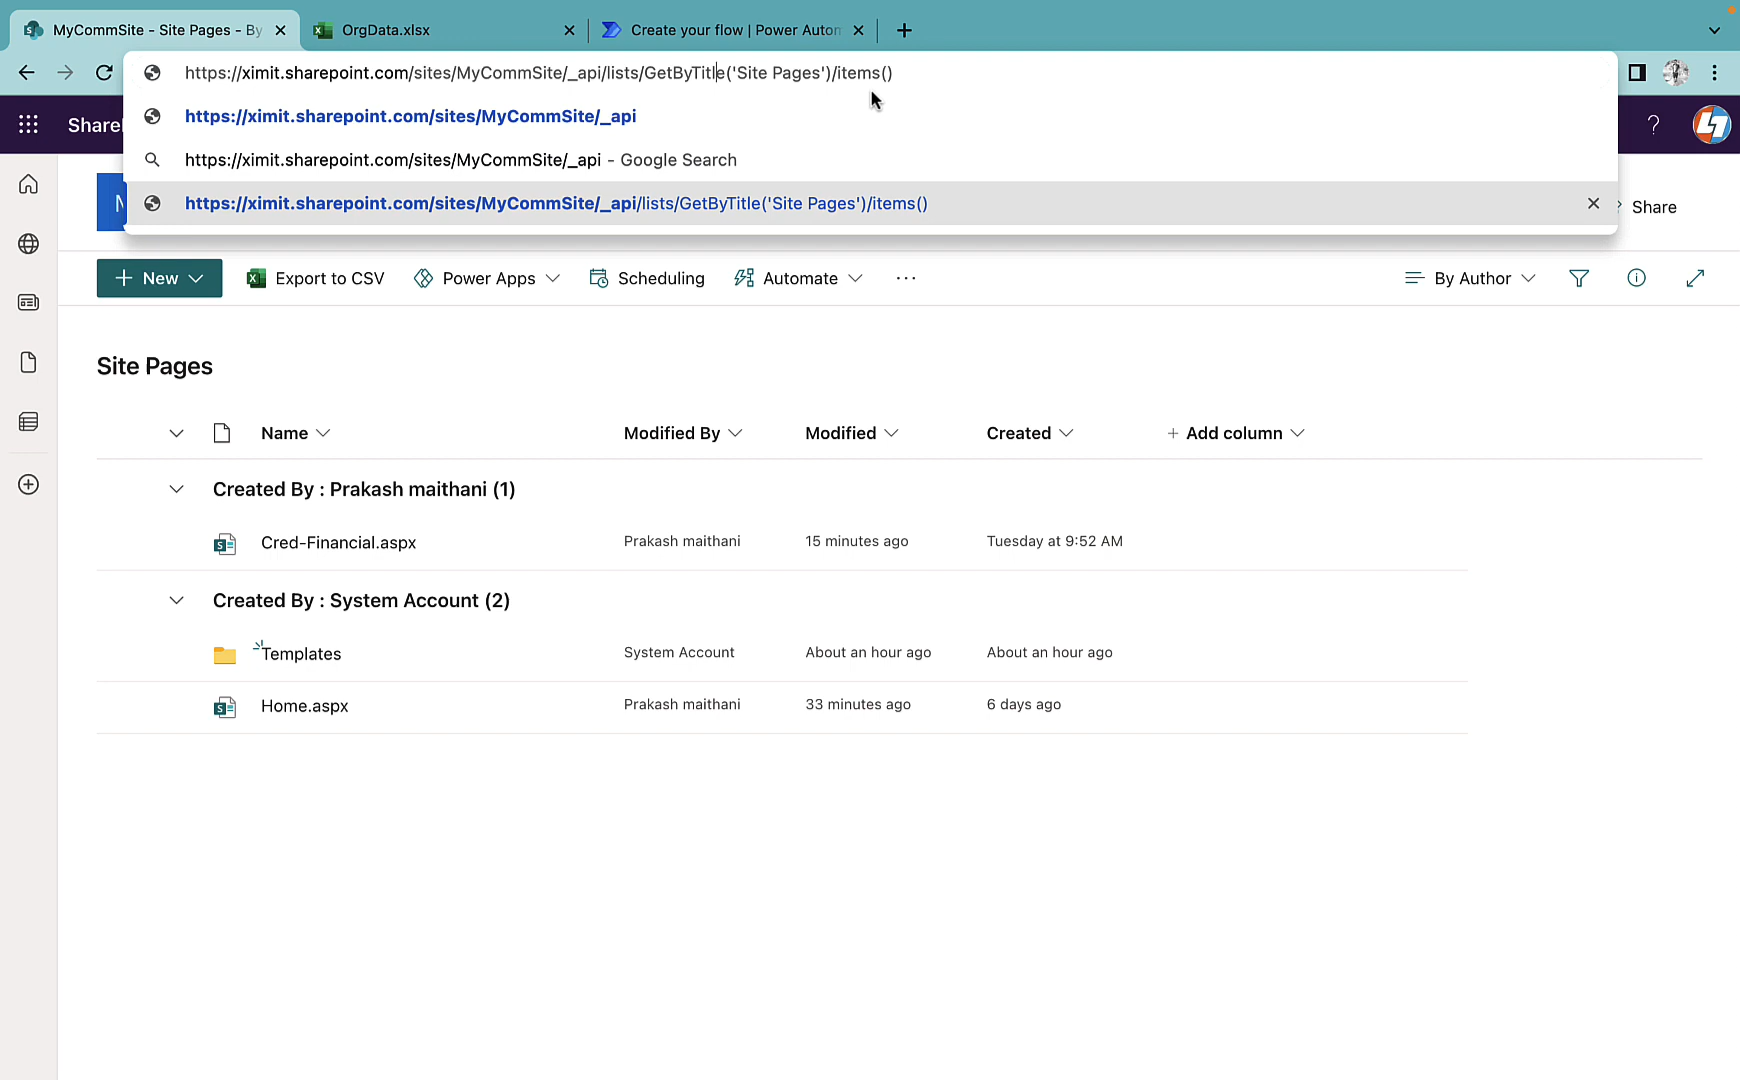 MyCommSite - Site Pages - By
OrgData.xlsx
Create your flow | Power Autom
https://ximit.sharepoint.com/sites/MyCommSite/_api/lists/GetByTitle('Site Pages')/items()
https://ximit.sharepoint.com/sites/MyCommSite/_api
https://ximit.sharepoint.com/sites/MyCommSite/_api - Google Search
https://ximit.sharepoint.com/sites/MyCommSite/_api/lists/GetByTitle('Site Pages')/items()
Share
Share
New
Export to CSV
Power Apps
Scheduling
Automate
By Author
Site Pages
Name
Modified By
Modified
Created
+ Add column
Created By : Prakash maithani (1)
Cred-Financial.aspx
Prakash maithani
15 minutes ago
Tuesday at 9:52 AM
Created By : System Account (2)
Templates
System Account
About an hour ago
About an hour ago
Home.aspx
Prakash maithani
33 minutes ago
6 days ago